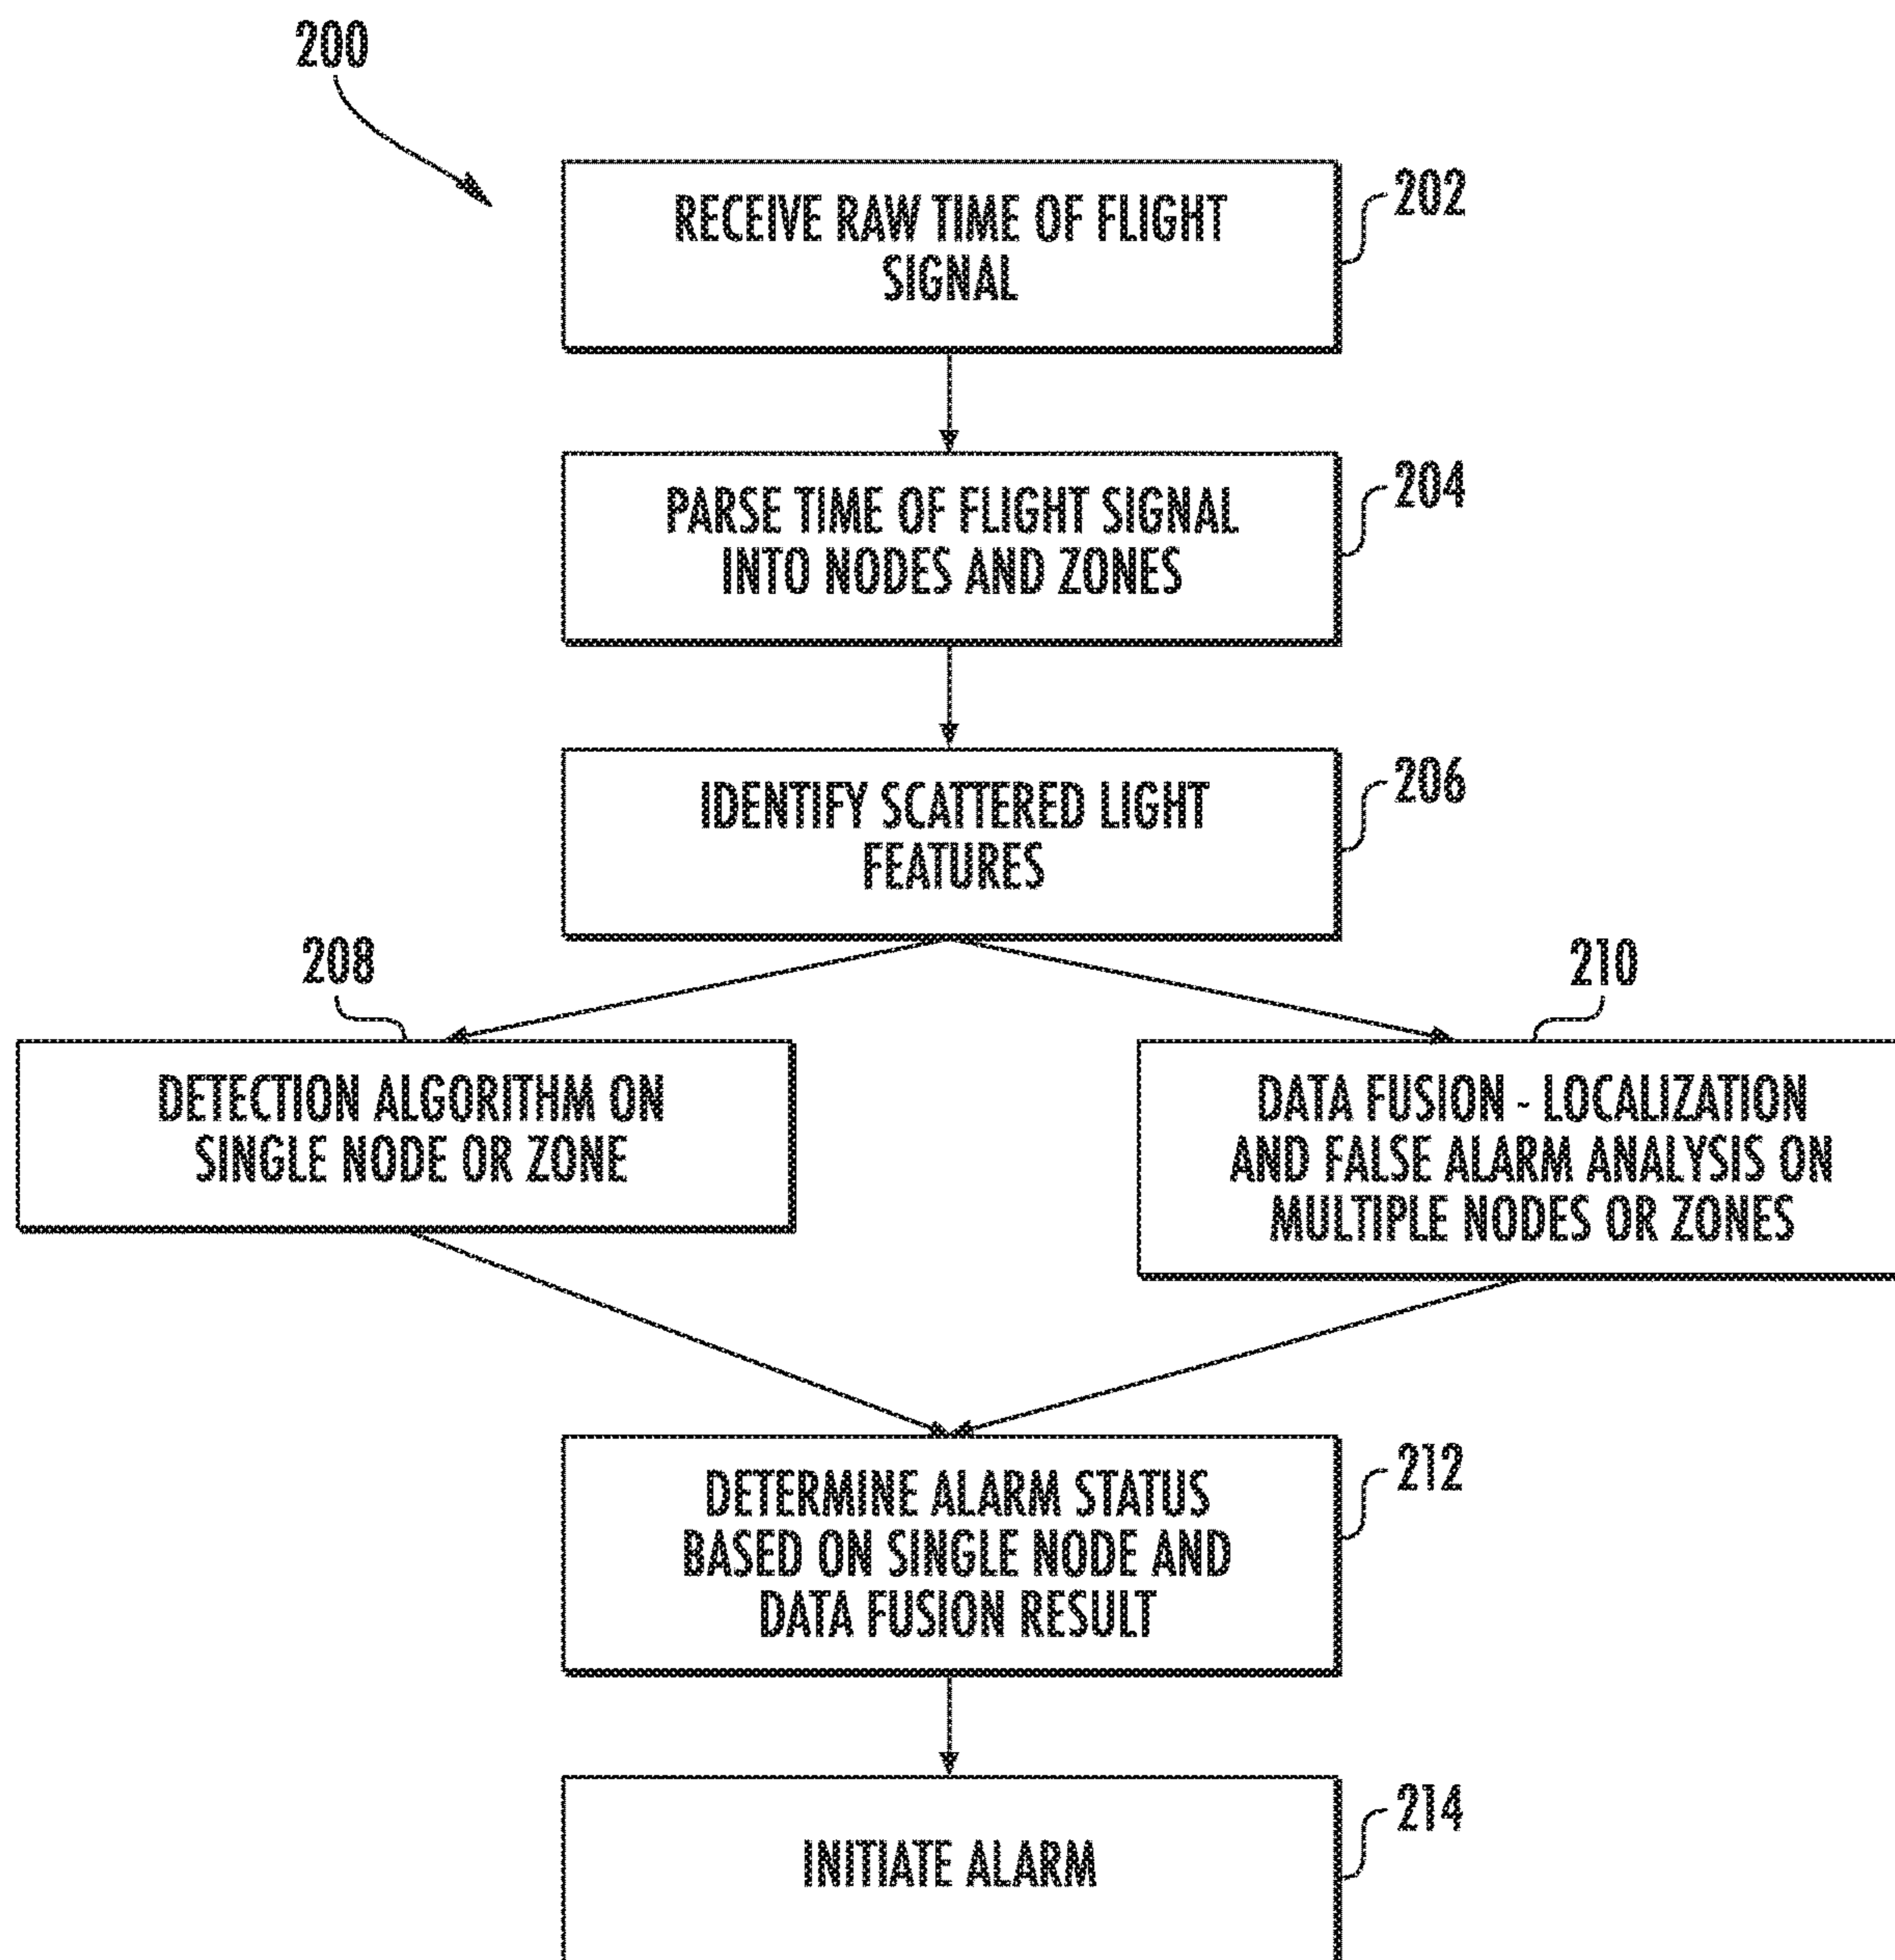 200
RECEIVE RAW TIME OF FLIGHT
SIGNAL
202
PARSE TIME OF FLIGHT SIGNAL
INTO NODES AND ZONES
204
IDENTIFY SCATTERED LIGHT
FEATURES
206
208
DETECTION ALGORITHM ON
SINGLE NODE OR ZONE
210
DATA FUSION - LOCALIZATION
AND FALSE ALARM ANALYSIS ON
MULTIPLE NODES OR ZONES
DETERMINE ALARM STATUS
BASED ON SINGLE NODE AND
DATA FUSION RESULT
212
INITIATE ALARM
214